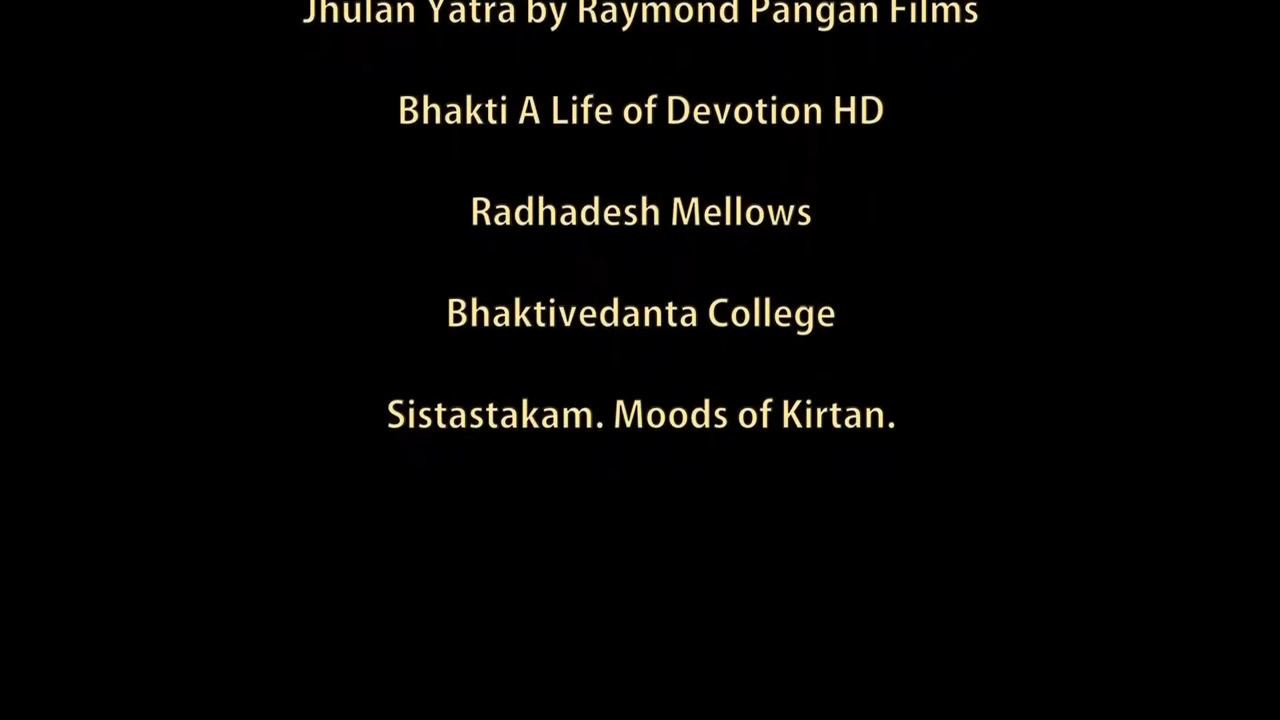 Jhulan Yatra by Raymond Pangan Films
Bhakti A Life of Devotion HD
Radhadesh Mellows
Bhaktivedanta College
Sistastakam. Moods of Kirtan.